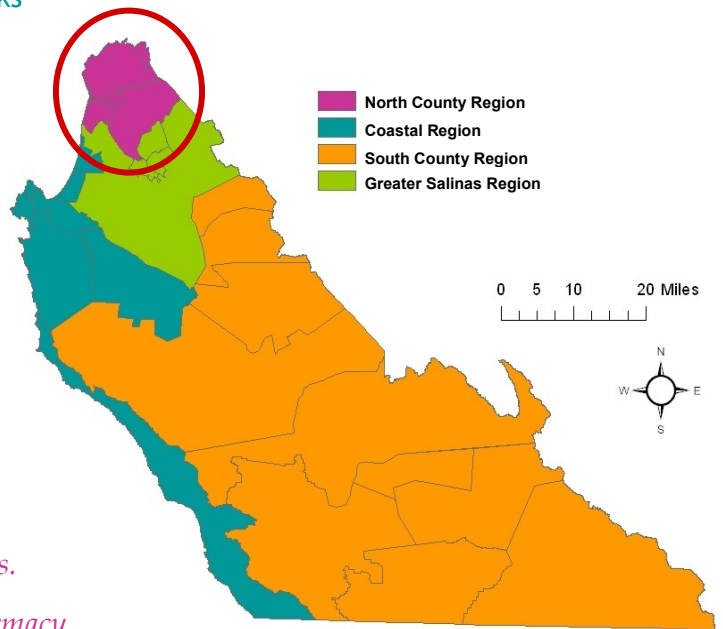 North County Region
Coastal Region
South County Region
Greater Salinas Region
0 5 10 20 Miles
N
W E
S
s.